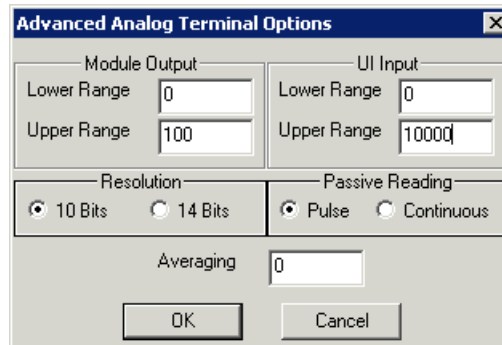 Advanced Analog Terminal Options
Module Output
Lower Range 0
Upper Range 100
UI Input
Lower Range 0
Upper Range 10000
Resolution
10 Bits 14 Bits
Passive Reading
Pulse Continuous
Averaging 0
OK Cancel